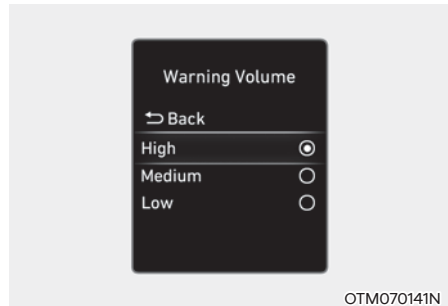 Warning Volume
Back
High
Medium
Low
OTM070141N